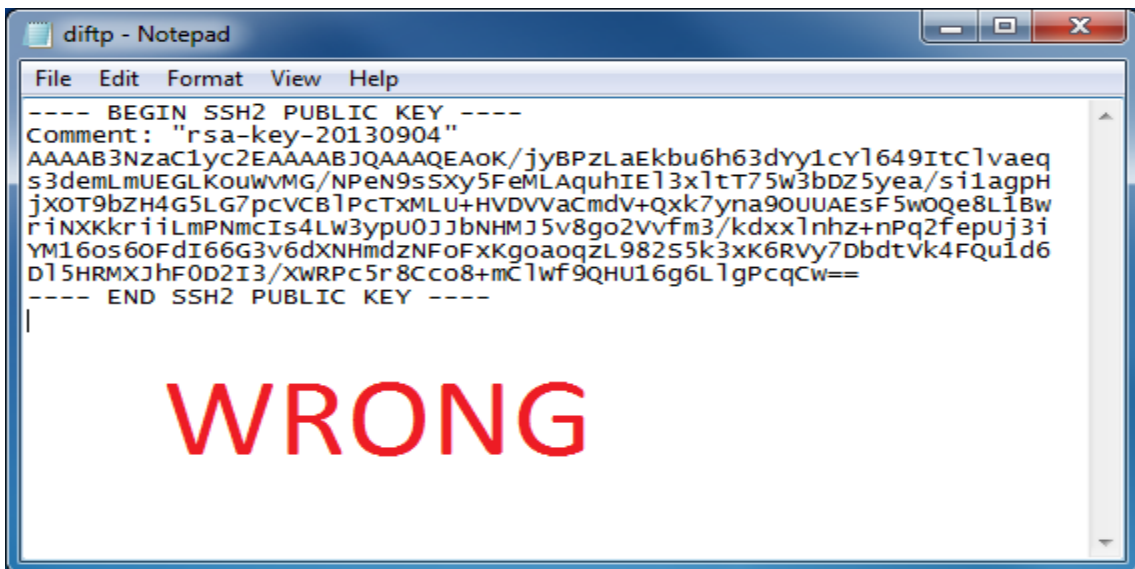 diftp - Notepad
File Edit Format View Help
---- BEGIN SSH2 PUBLIC KEY ----
Comment: "rsa-key-20130904"
AAAAB3NzaC1yc2EAAAABJQAAAQEAoK/jyBPzLaEkbu6h63dYy1cYl649ItClvaeq
s3demLmUEGLKouWvMG/NPeN9sSXy5FeMLAquhIEl3xltT75W3bDZ5yea/si1agpH
jXOT9bZH4G5LG7pcVCBlPcTxMLU+HVDVVaCmdV+Qxk7yna9OUUAEsF5wOQe8L1Bw
riNXKkriiLmPNmcIs4LW3ypU0JJbNHMJ5v8go2Vvfm3/kdxxlnhz+nPq2fepUj3i
YM16os6OFdI66G3v6dXNHmdzNFoFxKgoaoqzL982S5k3xK6RVy7DbdtVk4FQu1d6
Dl5HRMXJhF0D2I3/XWRPc5r8Cco8+mClWf9QHU16g6LlgPcqCw==
---- END SSH2 PUBLIC KEY ----
WRONG